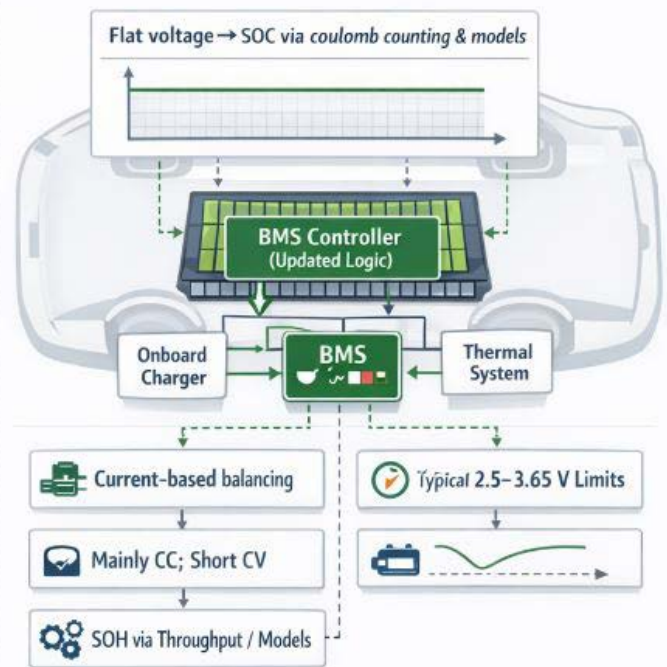 Flat voltage → SOC via coulomb counting & models
BMS Controller
(Updated Logic)
Onboard
Charger
BMS
Thermal
System
Current-based balancing
Typical 2.5–3.65 V Limits
Mainly CC; Short CV
SOH via Throughput / Models